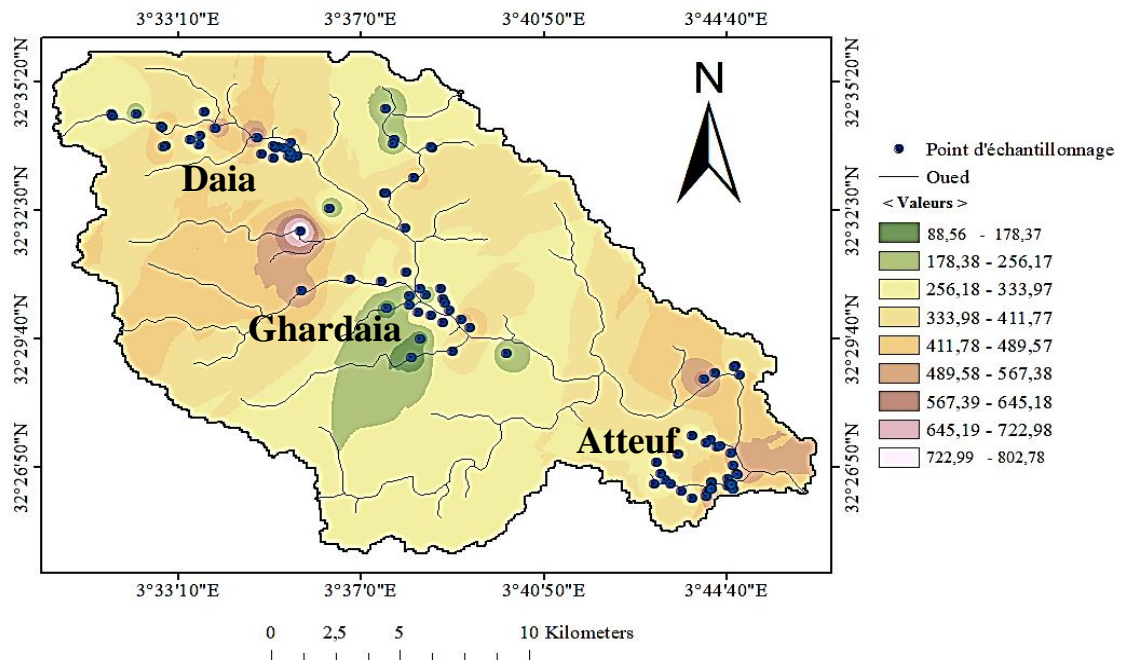 3°33'10"E 3°37'0"E 3°40'50"E 3°44'40"E
32°35'20"N 32°35'20"N
N
Point d'échantillonnage
Oued
Daia
< Valeurs >
32°32'30"N 32°32'30"N
88,56 - 178,37
178,38 - 256,17
256,18 - 333,97
333,98 - 411,77
Ghardaia
32°29'40"N 32°29'40"N
411,78 - 489,57
489,58 - 567,38
567,39 - 645,18
645,19 - 722,98
722,99 - 802,78
Atteuf
32°26'50"N 32°26'50"N
3°33'10"E 3°37'0"E 3°40'50"E 3°44'40"E
0 2,5 5 10 Kilometers